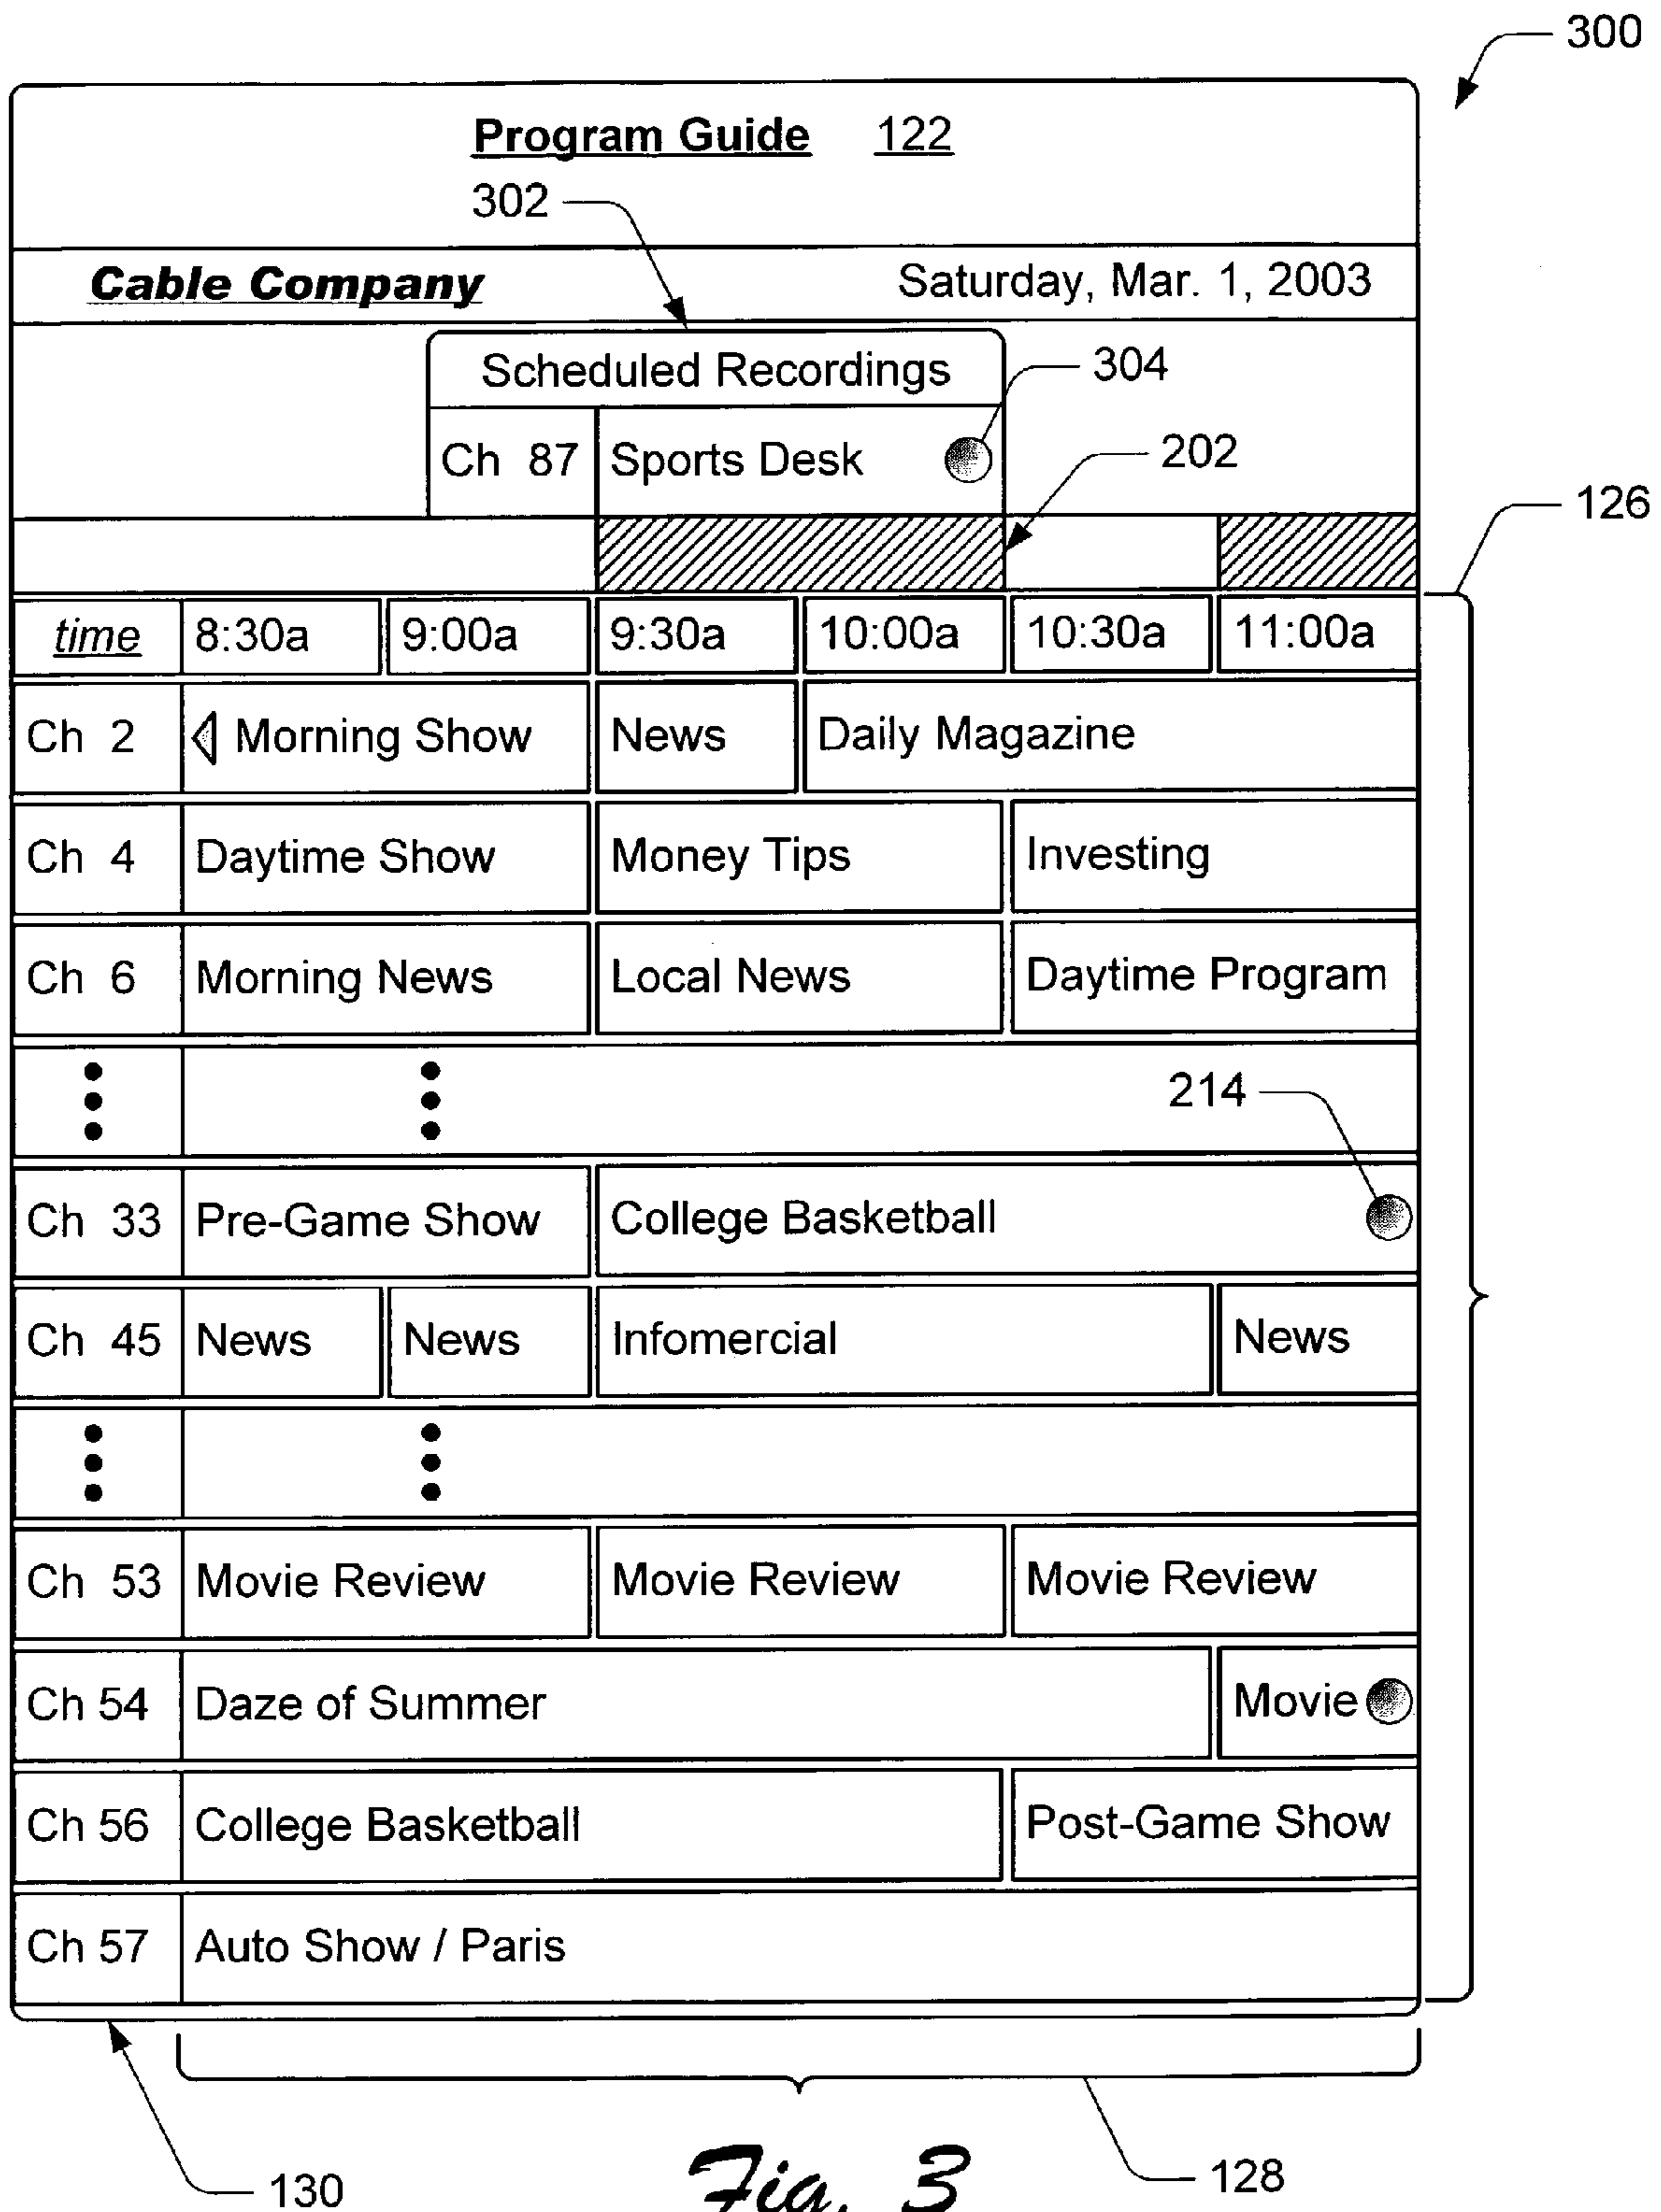 300
Program Guide 122
302
Cable Company Saturday, Mar. 1, 2003
Scheduled Recordings
304
Ch 87 Sports Desk
202
126
time 8:30a 9:00a 9:30a 10:00a 10:30a 11:00a
Ch 2 Morning Show News Daily Magazine
Ch 4 Daytime Show Money Tips Investing
Ch 6 Morning News Local News Daytime Program
214
Ch 33 Pre-Game Show College Basketball
Ch 45 News News Infomercial News
Ch 53 Movie Review Movie Review Movie Review
Ch 54 Daze of Summer Movie
Ch 56 College Basketball Post-Game Show
Ch 57 Auto Show / Paris
130 Fig. 3 128